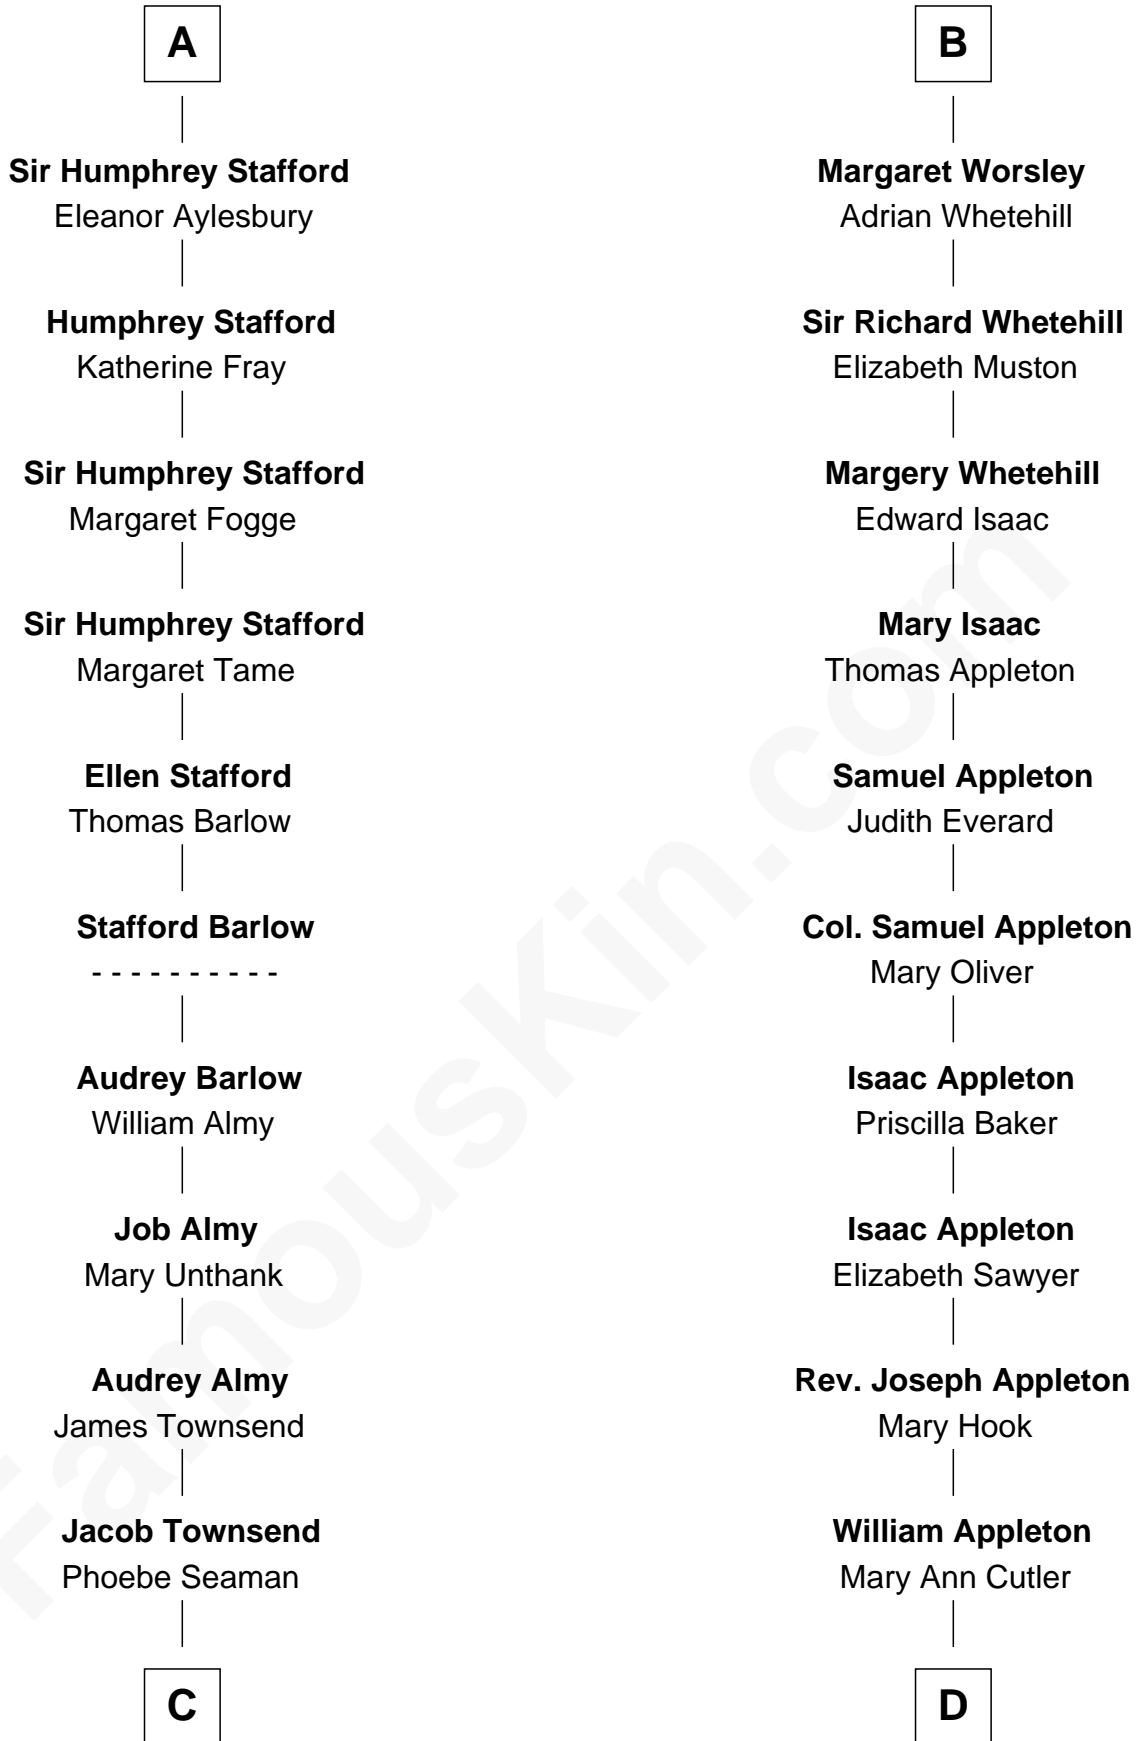 A
Sir Humphrey Stafford
Eleanor Aylesbury
Humphrey Stafford
Katherine Fray
Sir Humphrey Stafford
Margaret Fogge
Sir Humphrey Stafford
Margaret Tame
Ellen Stafford
Thomas Barlow
Stafford Barlow
- - - - - - - - - -
Audrey Barlow
William Almy
Job Almy
Mary Unthank
Audrey Almy
James Townsend
Jacob Townsend
Phoebe Seaman
C
B
Margaret Worsley
Adrian Whetehill
Sir Richard Whetehill
Elizabeth Muston
Margery Whetehill
Edward Isaac
Mary Isaac
Thomas Appleton
Samuel Appleton
Judith Everard
Col. Samuel Appleton
Mary Oliver
Isaac Appleton
Priscilla Baker
Isaac Appleton
Elizabeth Sawyer
Rev. Joseph Appleton
Mary Hook
William Appleton
Mary Ann Cutler
D
FamousKin.com